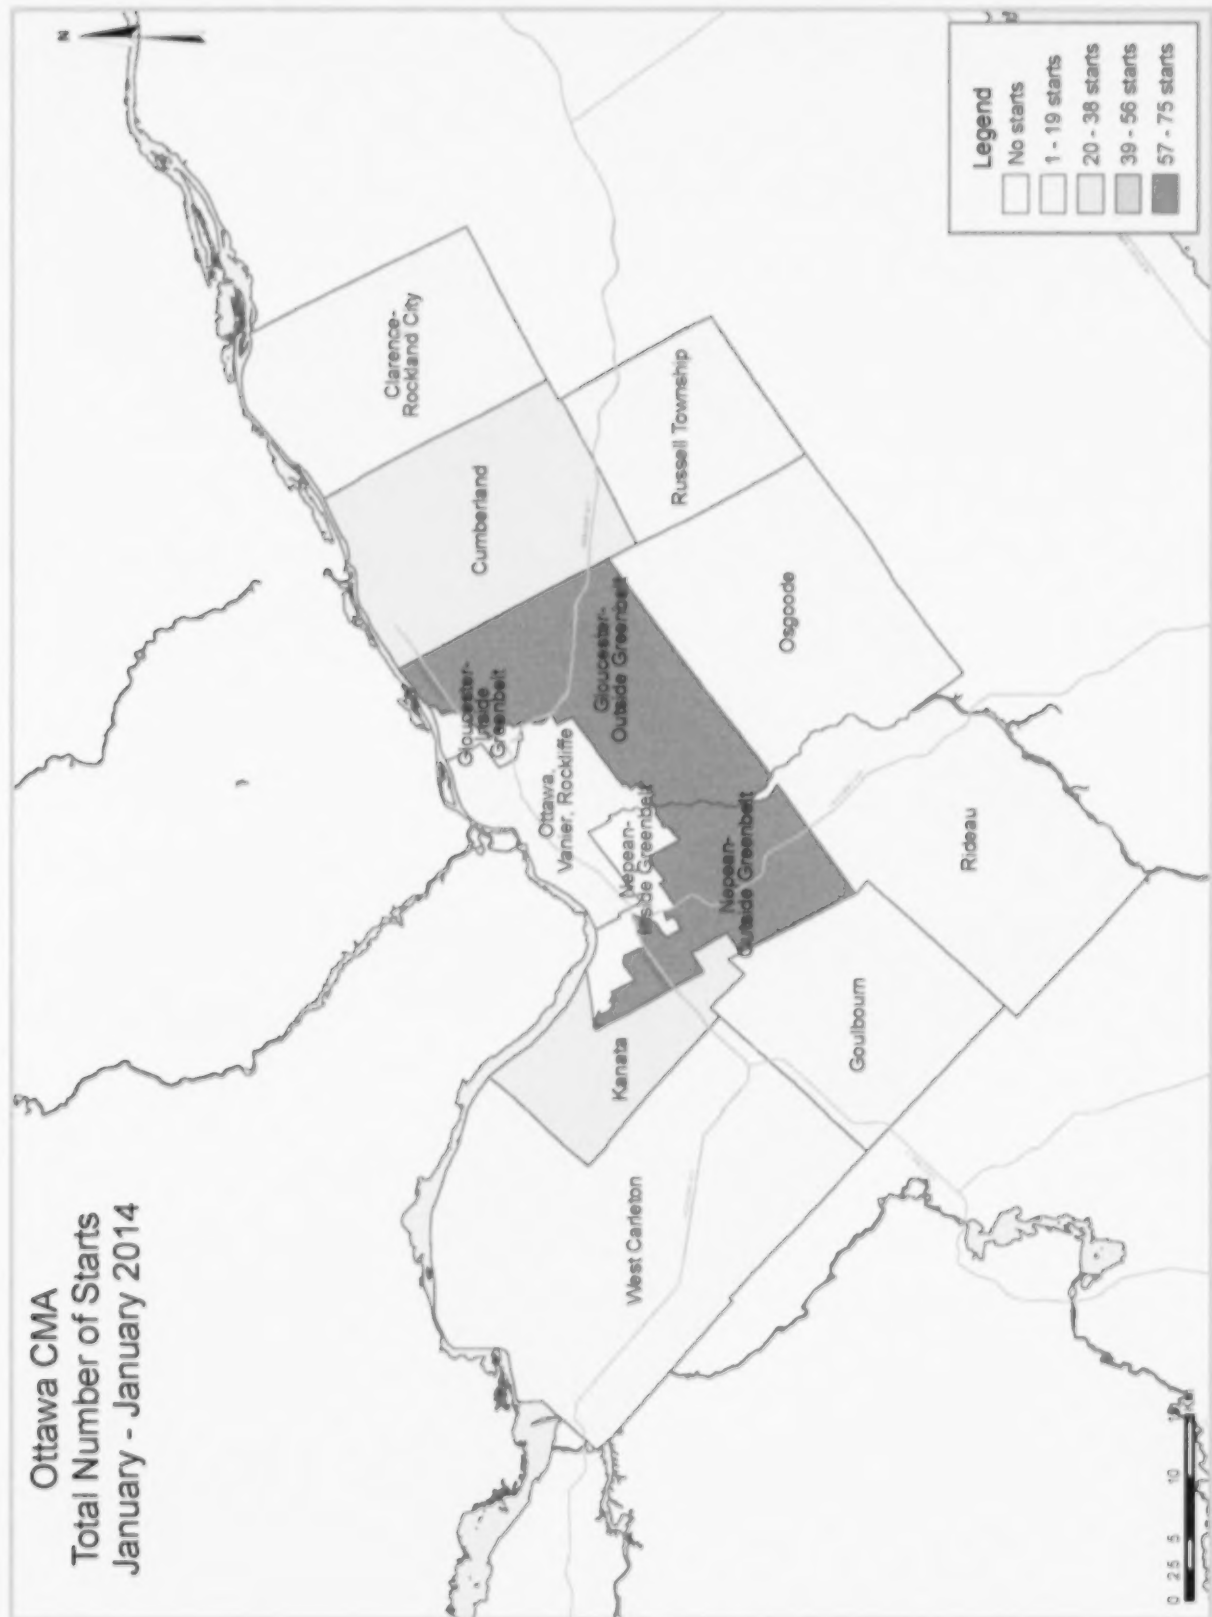 Ottawa CMA
Total Number of Starts
January - January 2014
N
Clarence-
Rockland City
Cumberland
Russell Township
Gloucester-
Inside
Greenbelt
Gloucester-
Outside Greenbelt
Osgoode
Ottawa,
Vanier, Rockliffe
Nepean-
Inside Greenbelt
Nepean-
Outside Greenbelt
Rideau
Kanata
Goulbourn
West Carleton
Legend
No starts
1 - 19 starts
20 - 38 starts
39 - 56 starts
57 - 75 starts
0 2.5 5 10
Km